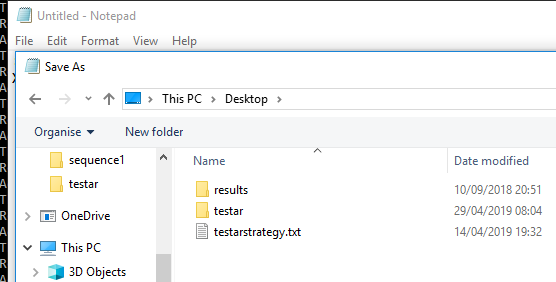 Untitled - Notepad
File Edit Format View Help
Save As
This PC > Desktop >
Organise New folder
sequence1
testar
OneDrive
This PC
3D Objects
Name Date modified
results 10/09/2018 20:51
testar 29/04/2019 08:04
testarstrategy.txt 14/04/2019 19:32